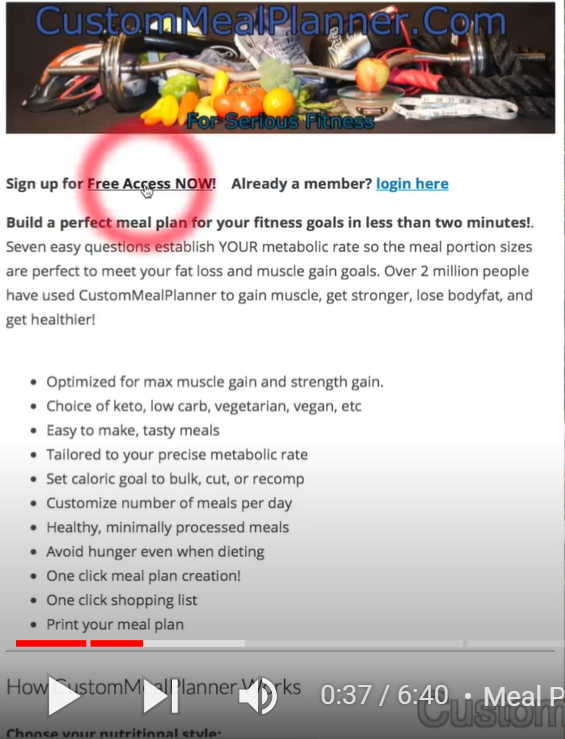 CustomMealPlanner.Com
For Serious Fitness
Sign up for Free Access NOW! Already a member? login here
Build a perfect meal plan for your fitness goals in less than two minutes!.
Seven easy questions establish YOUR metabolic rate so the meal portion sizes
are perfect to meet your fat loss and muscle gain goals. Over 2 million people
have used CustomMealPlanner to gain muscle, get stronger, lose bodyfat, and
get healthier!
Optimized for max muscle gain and strength gain.
Choice of keto, low carb, vegetarian, vegan, etc
Easy to make, tasty meals
Tailored to your precise metabolic rate
Set caloric goal to bulk, cut, or recomp
Customize number of meals per day
Healthy, minimally processed meals
Avoid hunger even when dieting
One click meal plan creation!
One click shopping list
Print your meal plan
How CustomMealPlanner Works
0:37 / 6:40 • Meal P
Custom
Choose your nutritional style: